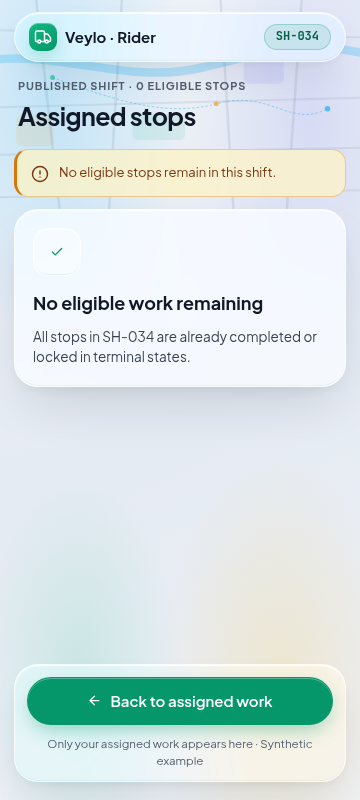 Veylo · Rider
SH-034
PUBLISHED SHIFT · 0 ELIGIBLE STOPS
Assigned stops
No eligible stops remain in this shift.
No eligible work remaining
All stops in SH-034 are already completed or
locked in terminal states.
Back to assigned work
Only your assigned work appears here · Synthetic
example